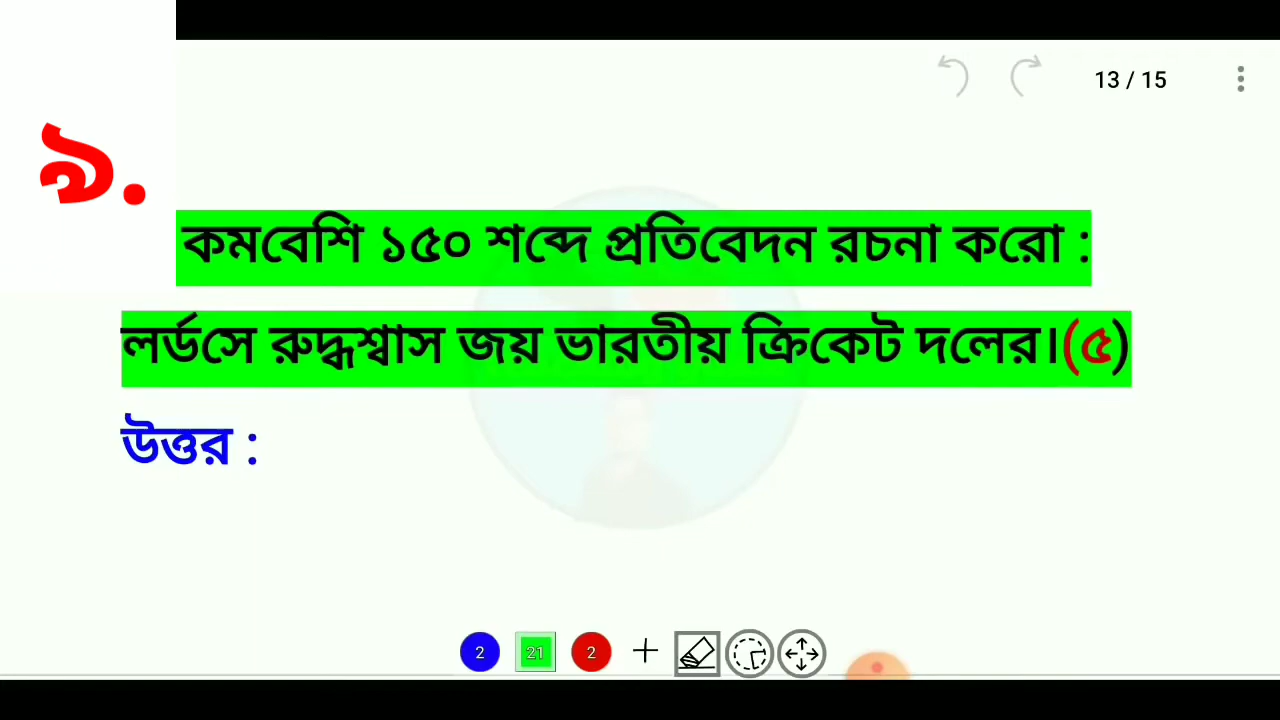 13 / 15
৯.
কমবেশি ১৫০ শব্দে প্রতিবেদন রচনা করো :
লর্ডসে রুদ্ধশ্বাস জয় ভারতীয় ক্রিকেট দলের।(৫)
উত্তর :
2 21 2